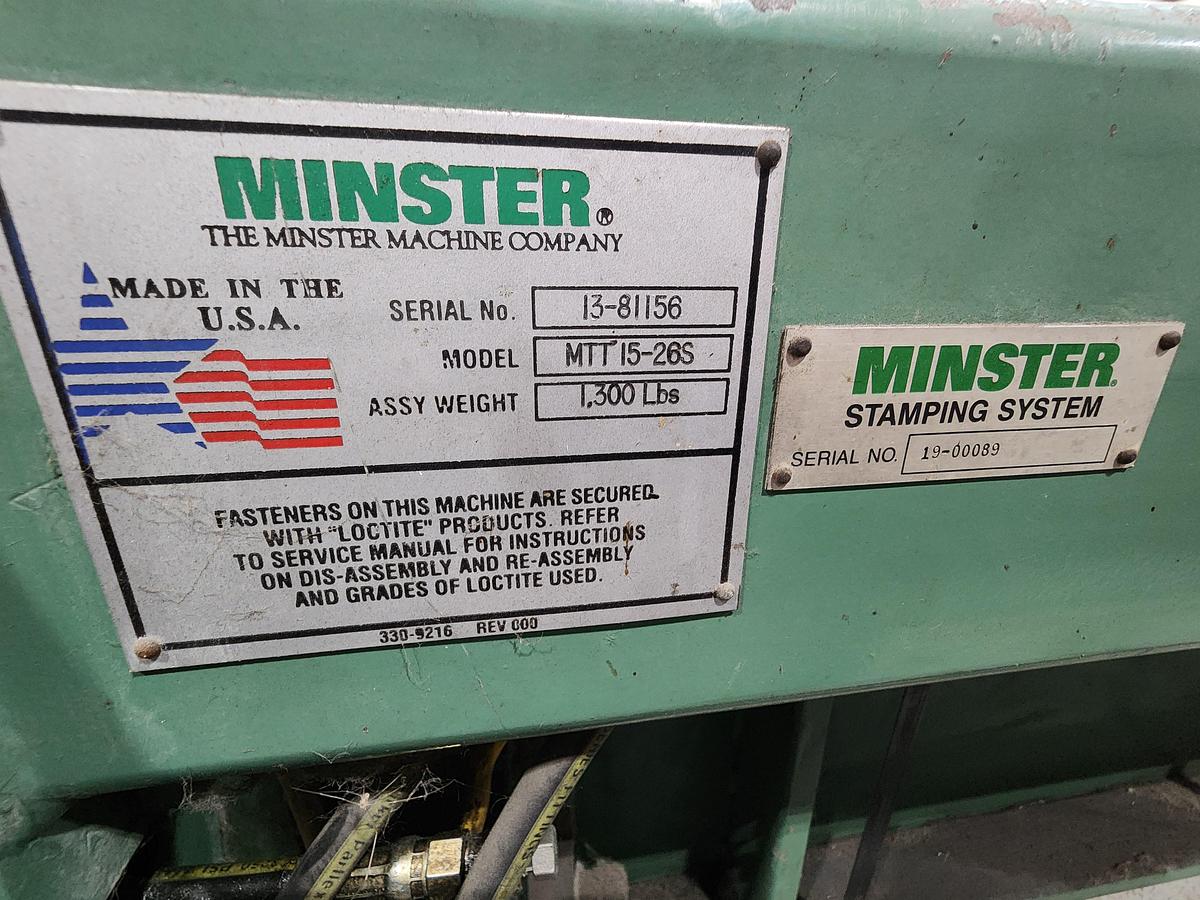 MINSTER®
THE MINSTER MACHINE COMPANY
MADE IN THE
U.S.A.
SERIAL No. 13-81156
MODEL MTT 15-26S
ASSY WEIGHT 1,300 Lbs
FASTENERS ON THIS MACHINE ARE SECURED
WITH "LOCTITE" PRODUCTS. REFER
TO SERVICE MANUAL FOR INSTRUCTIONS
ON DIS-ASSEMBLY AND RE-ASSEMBLY
AND GRADES OF LOCTITE USED.
330-9216 REV 000
MINSTER®
STAMPING SYSTEM
SERIAL NO. 19-00089